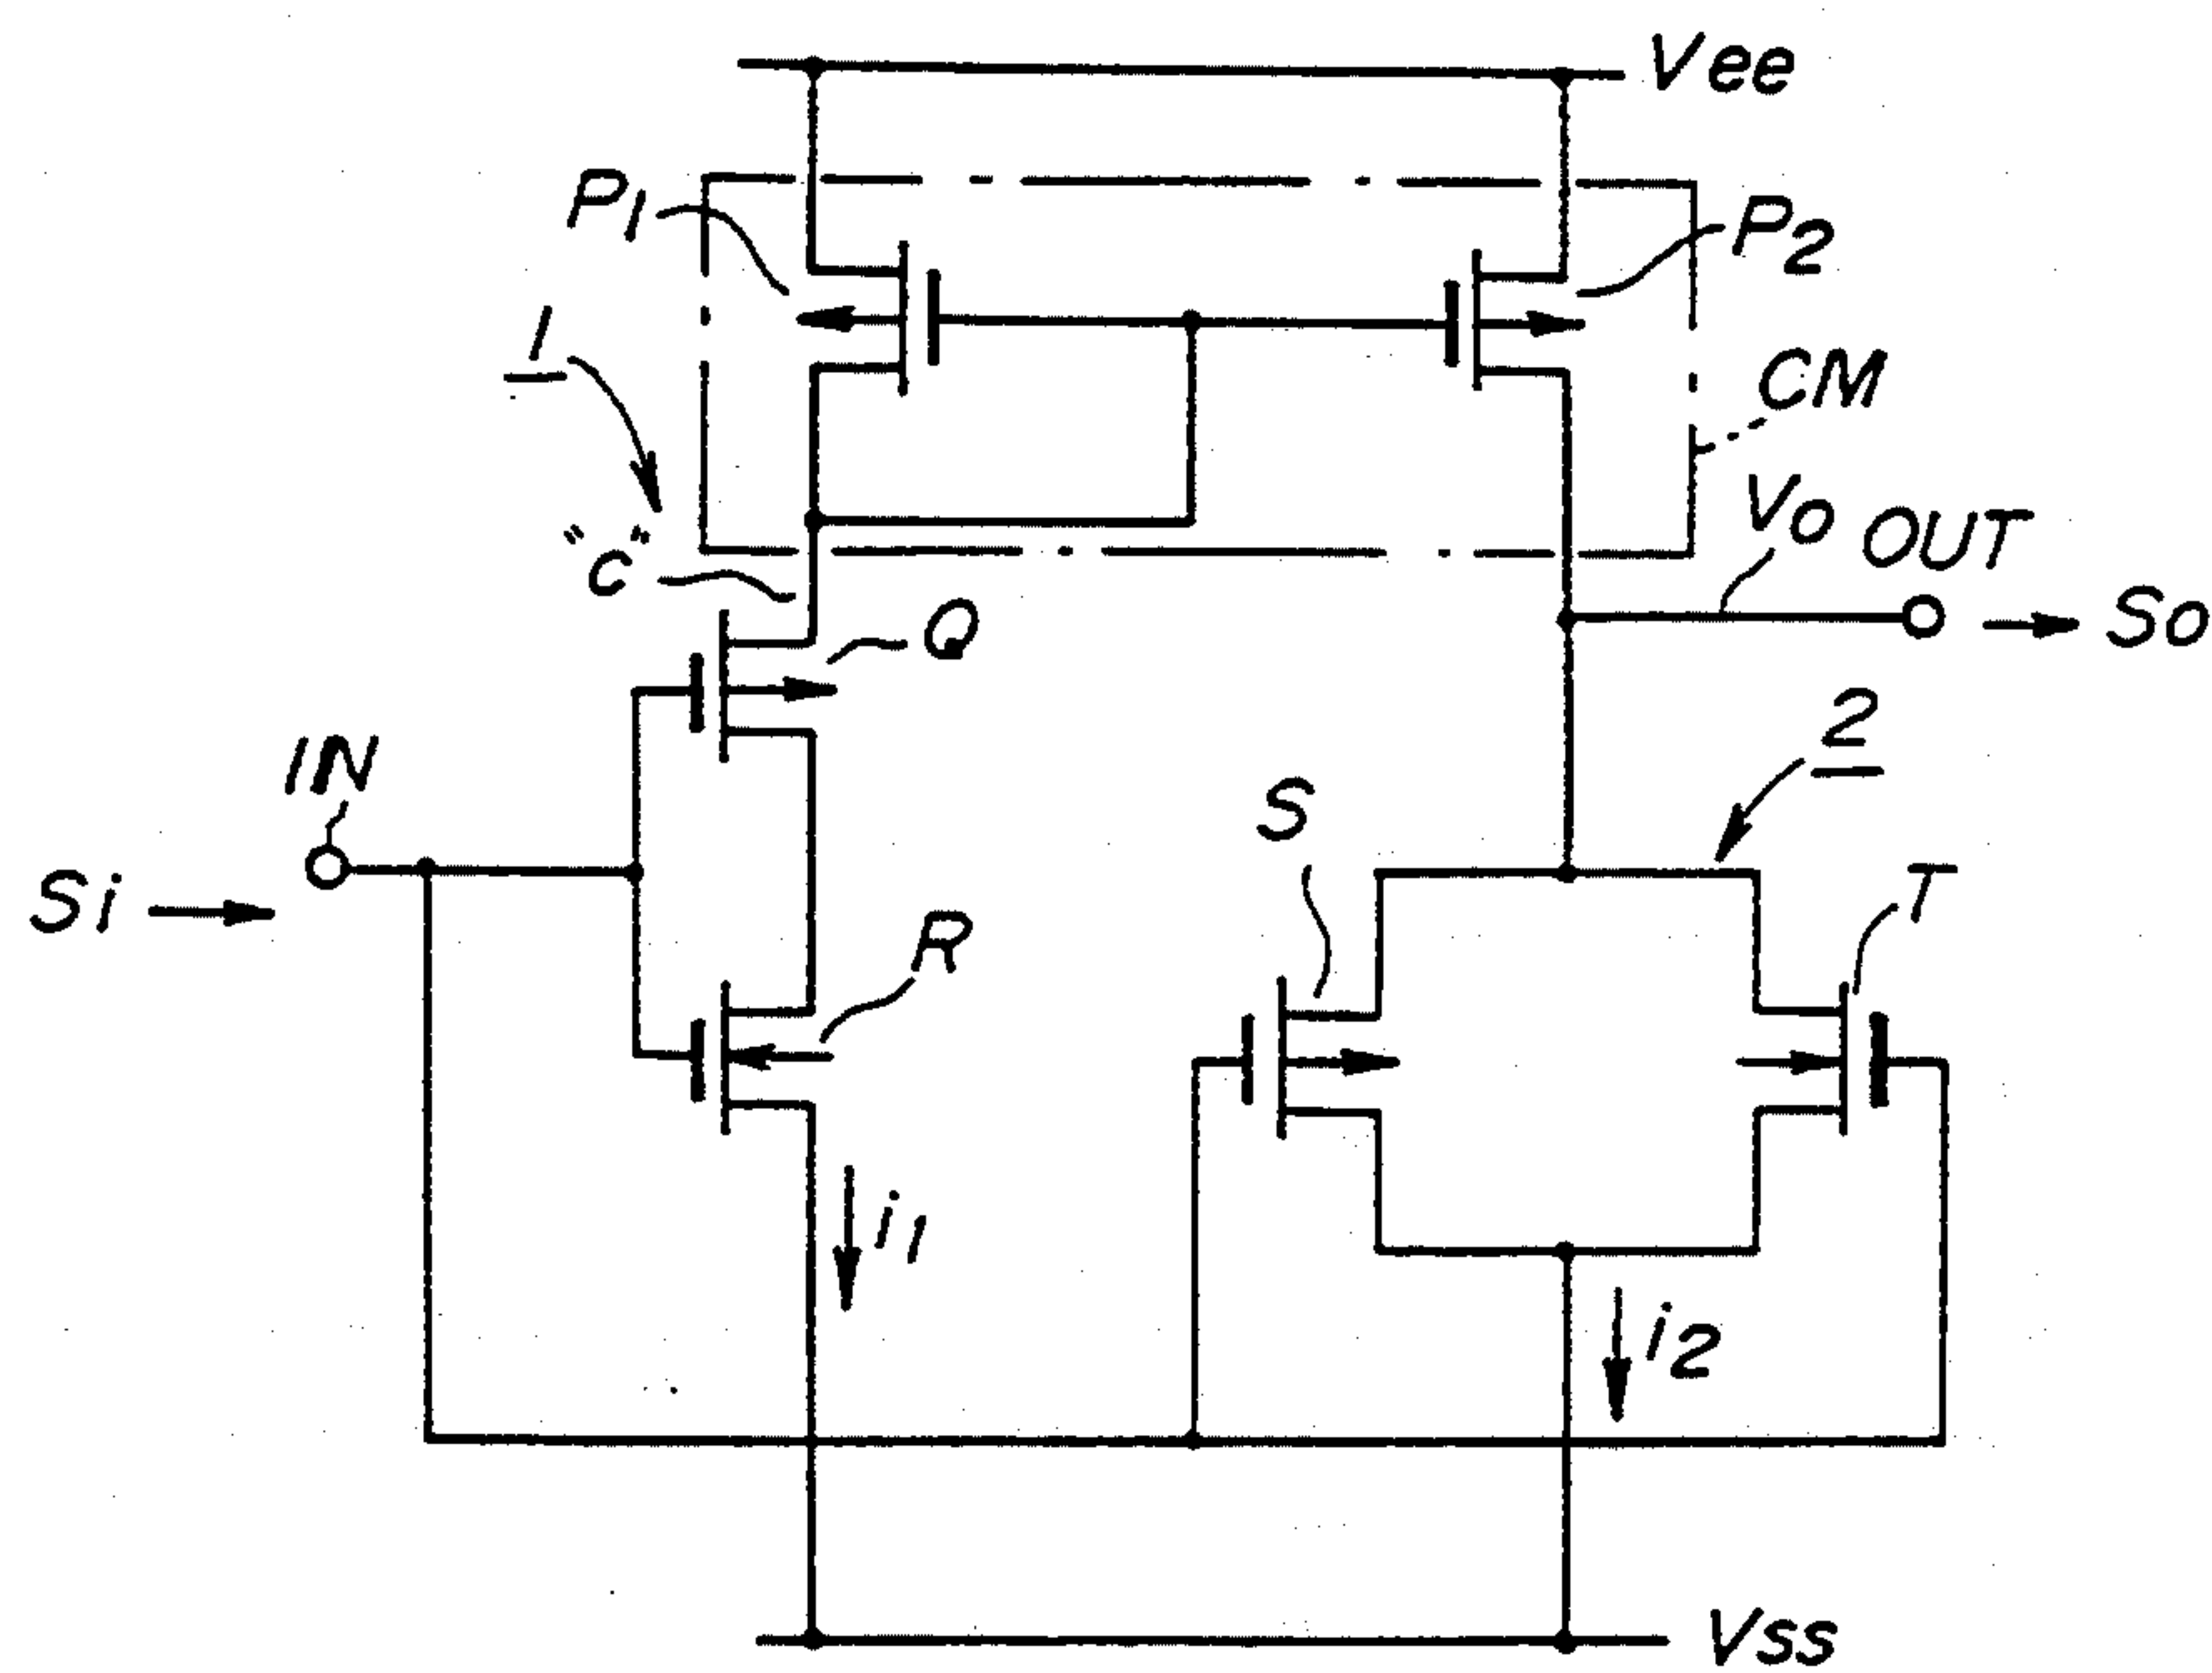 Vee
P1
P2
1
CM
Vo
OUT
"c"
So
Q
IN
2
S
Si
T
R
i1
i2
Vss